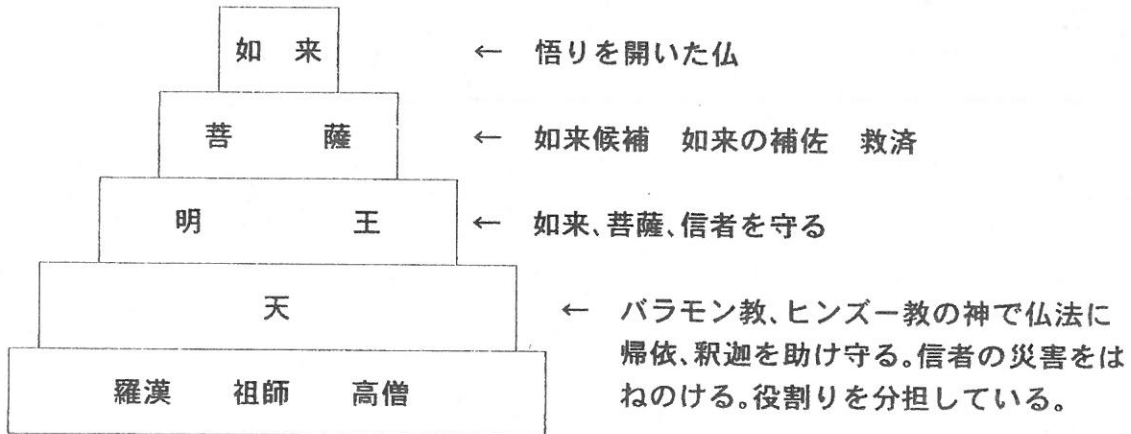 如来 ← 悟りを開いた仏
菩薩 ← 如来候補 如来の補佐 救済
明王 ← 如来、菩薩、信者を守る
天 ← バラモン教、ヒンズー教の神で仏法に
帰依、釈迦を助け守る。信者の災害をは
ねのける。役割りを分担している。
羅漢 祖師 高僧